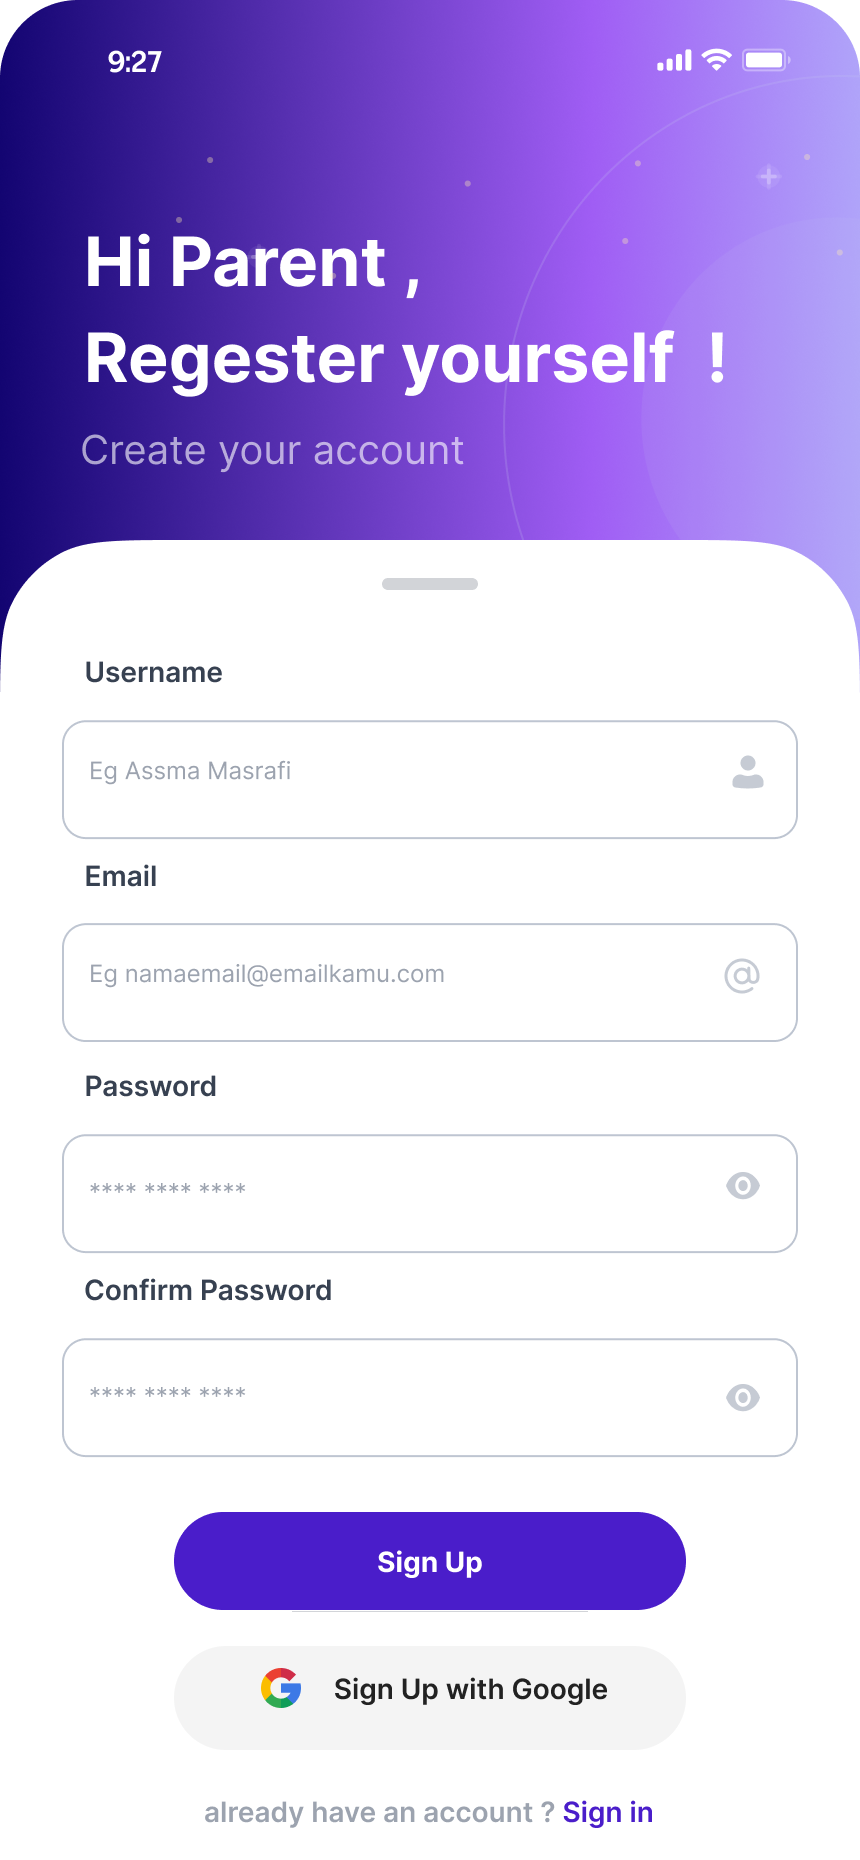 9:27
Hi Parent ,
Regester yourself !
Create your account
Username
Eg Assma Masrafi
Email
Eg namaemail@emailkamu.com
Password
**** **** ****
Confirm Password
**** **** ****
Sign Up
Sign Up with Google
already have an account ? Sign in